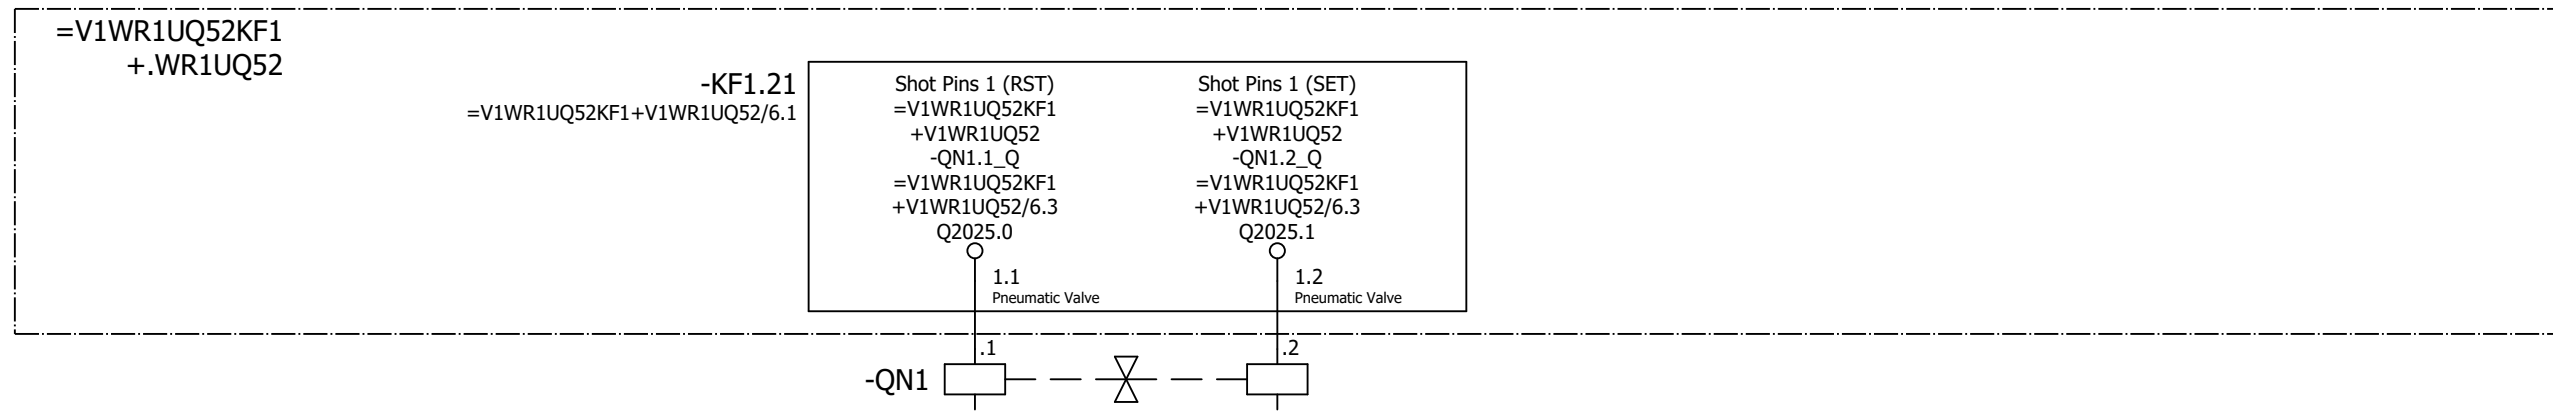 =V1WR1UQ52KF1
+.WR1UQ52
-KF1.21
=V1WR1UQ52KF1+V1WR1UQ52/6.1
Shot Pins 1 (RST)
=V1WR1UQ52KF1
+V1WR1UQ52
-QN1.1_Q
=V1WR1UQ52KF1
+V1WR1UQ52/6.3
Q2025.0
1.1
Pneumatic Valve
Shot Pins 1 (SET)
=V1WR1UQ52KF1
+V1WR1UQ52
-QN1.2_Q
=V1WR1UQ52KF1
+V1WR1UQ52/6.3
Q2025.1
1.2
Pneumatic Valve
.1
.2
-QN1